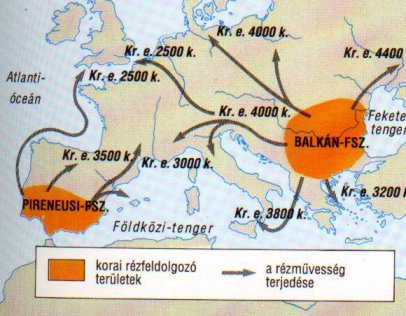 Kr. e. 4000 k.
Kr. e. 2500 k.
Kr. e. 4400
Atlanti-
óceán
Kr. e. 2500 k.
Kr. e. 4000 k.
Fekete
tenger
BALKÁN-FSZ.
Kr. e. 3500 k.
Kr. e. 3000 k.
Kr. e. 3200
PIRENEUSI-FSZ.
Kr. e. 3800 k.
Földközi-tenger
korai rézfeldolgozó
területek
a rézművesség
terjedése